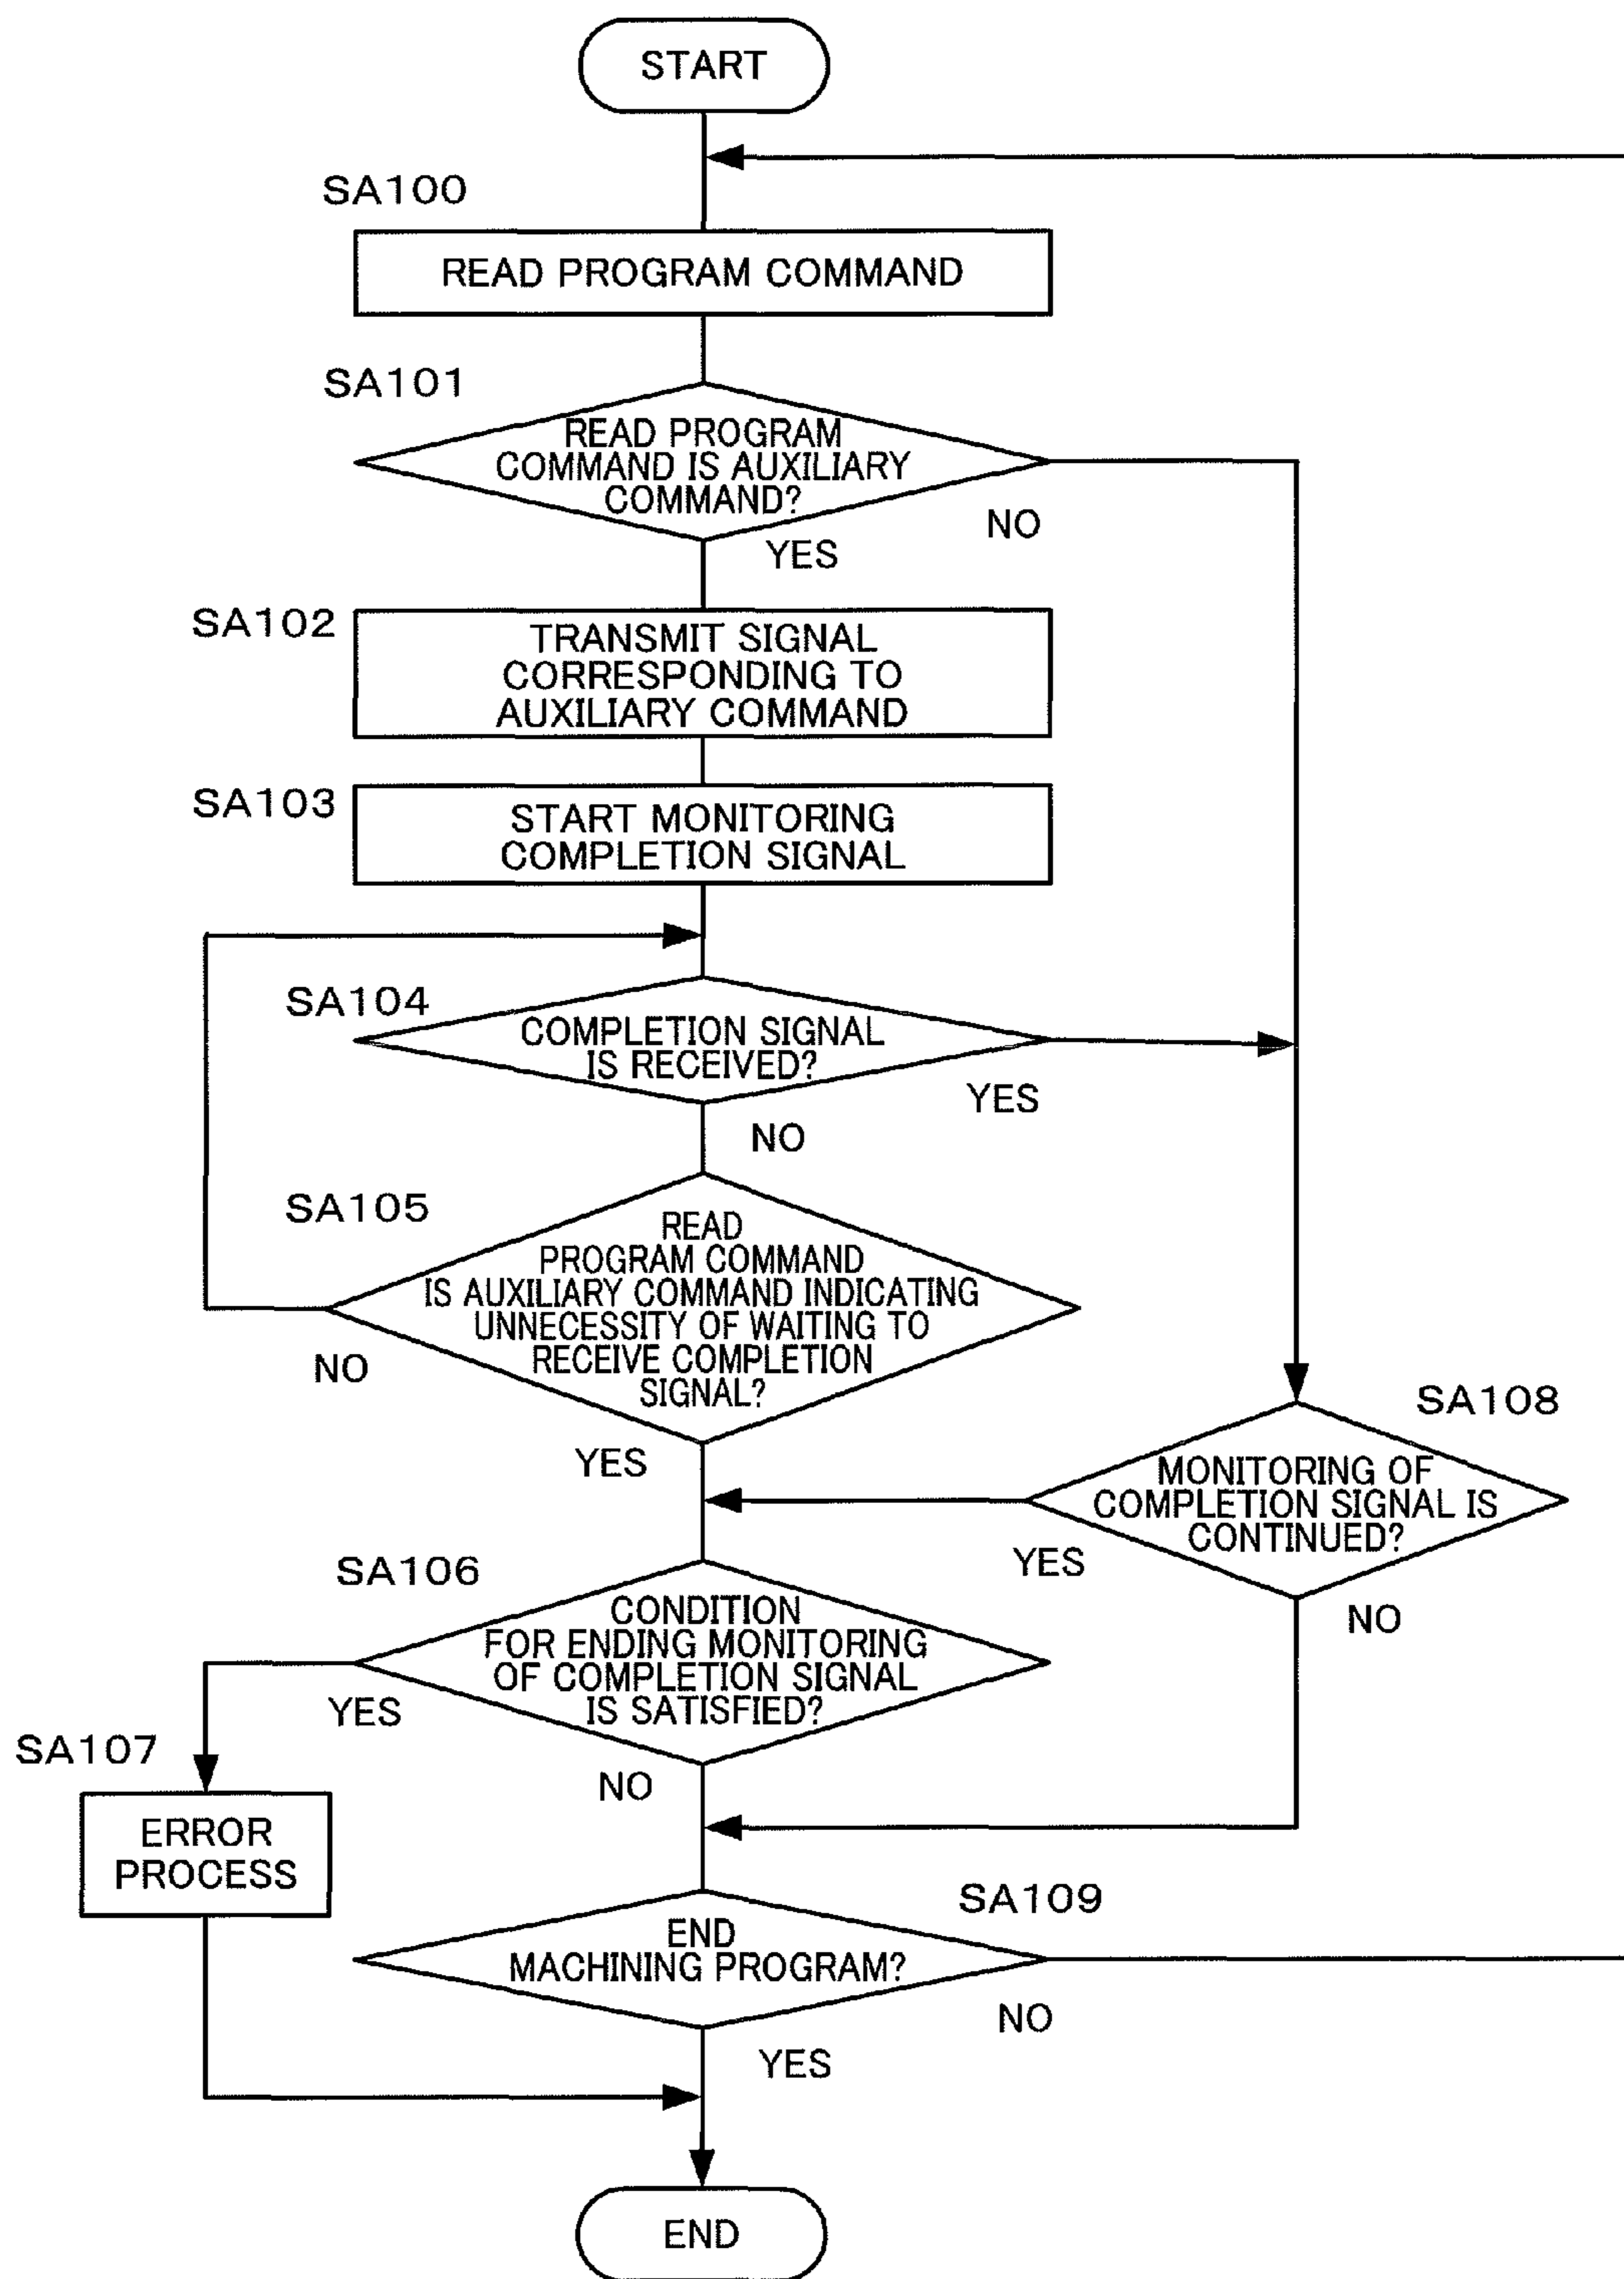 START
SA100
READ PROGRAM COMMAND
SA101
READ PROGRAM
COMMAND IS AUXILIARY
COMMAND?
NO
YES
SA102
TRANSMIT SIGNAL
CORRESPONDING TO
AUXILIARY COMMAND
SA103
START MONITORING
COMPLETION SIGNAL
SA104
COMPLETION SIGNAL
IS RECEIVED?
YES
NO
SA105
READ
PROGRAM COMMAND
IS AUXILIARY COMMAND INDICATING
UNNECESSITY OF WAITING TO
RECEIVE COMPLETION
SIGNAL?
NO
YES
SA108
MONITORING OF
COMPLETION SIGNAL IS
CONTINUED?
YES
NO
SA106
CONDITION
FOR ENDING MONITORING
OF COMPLETION SIGNAL
IS SATISFIED?
YES
NO
SA107
ERROR
PROCESS
SA109
END
MACHINING PROGRAM?
NO
YES
END